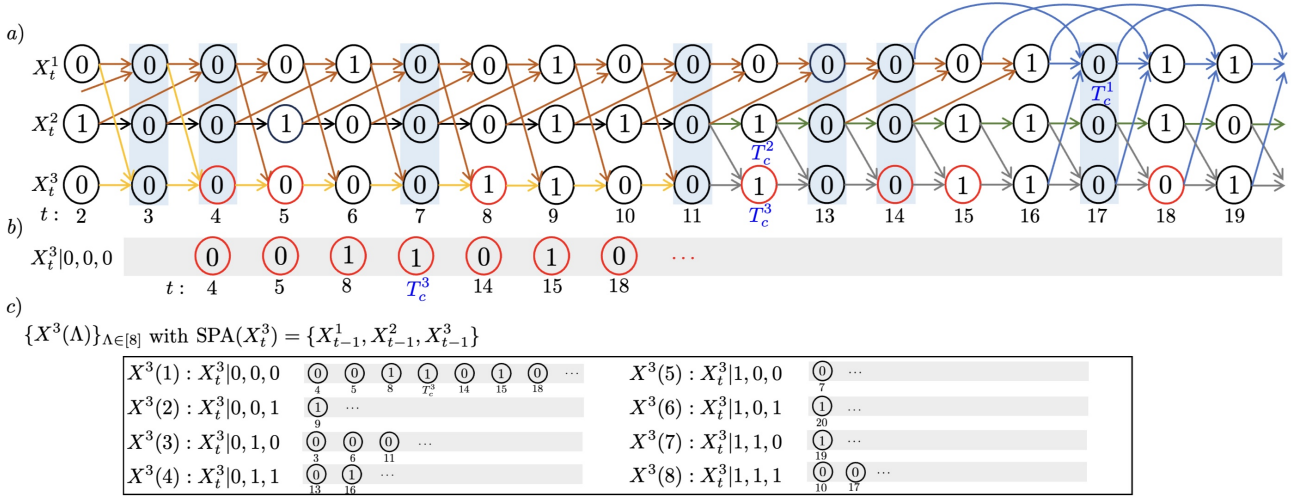 a)
X_t^1 0 0 0 0 1 0 0 1 0 0 0 0 0 0 1 0 1 1
T_c^1
X_t^2 1 0 0 1 0 0 0 1 1 0 1 0 0 1 1 0 1 0
T_c^2
X_t^3 0 0 0 0 0 0 1 1 0 0 1 0 0 1 1 0 0 1
t : 2 3 4 5 6 7 8 9 10 11 T_c^3 13 14 15 16 17 18 19
b)
X_t^3|0, 0, 0 0 0 1 1 0 1 0 ...
t : 4 5 8 T_c^3 14 15 18
c)
{X^3(Λ)}_{Λ∈[8]} with SPA(X_t^3) = {X_{t−1}^1, X_{t−1}^2, X_{t−1}^3}
X^3(1) : X_t^3|0, 0, 0 0 0 1 1 0 1 0 ...
4 5 8 T_c^3 14 15 18
X^3(2) : X_t^3|0, 0, 1 1 ...
9
X^3(3) : X_t^3|0, 1, 0 0 0 0 ...
3 6 11
X^3(4) : X_t^3|0, 1, 1 0 1 ...
13 16
X^3(5) : X_t^3|1, 0, 0 0 ...
7
X^3(6) : X_t^3|1, 0, 1 1 ...
20
X^3(7) : X_t^3|1, 1, 0 1 ...
19
X^3(8) : X_t^3|1, 1, 1 0 0 ...
10 17